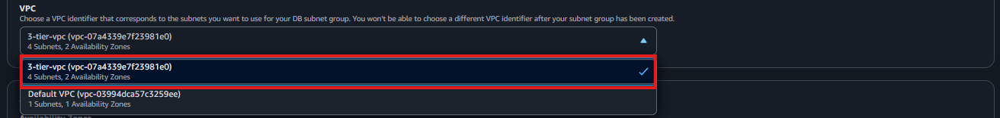 VPC
Choose a VPC identifier that corresponds to the subnets you want to use for your DB subnet group. You won't be able to choose a different VPC identifier after your subnet group has been created.
3-tier-vpc (vpc-07a4339e7f23981e0)
4 Subnets, 2 Availability Zones
3-tier-vpc (vpc-07a4339e7f23981e0)
4 Subnets, 2 Availability Zones
Default VPC (vpc-03994dca57c3259ee)
1 Subnets, 1 Availability Zones
Availability Zones